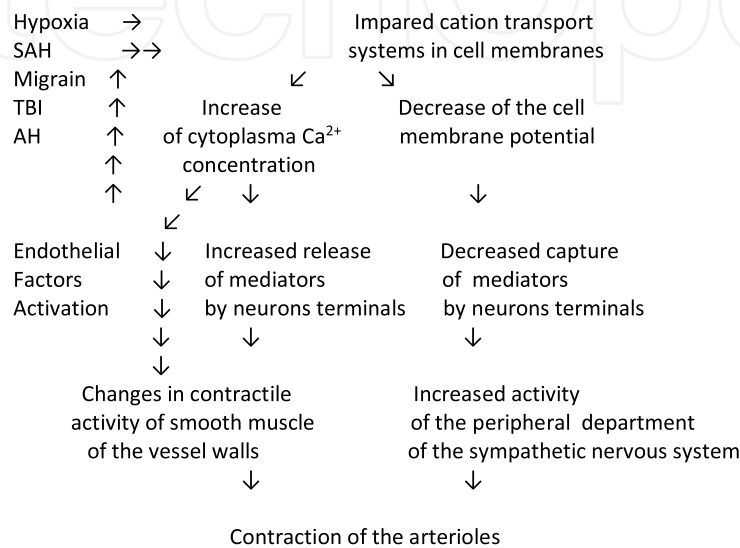 Hypoxia → Impared cation transport
SAH →→ systems in cell membranes
Migrain ↑ ↙ ↘
TBI ↑ Increase Decrease of the cell
AH ↑ of cytoplasma Ca²⁺ membrane potential
↑ concentration
↑ ↙ ↓ ↓
↙
Endothelial ↓ Increased release Decreased capture
Factors ↓ of mediators of mediators
Activation ↓ by neurons terminals by neurons terminals
↓ ↓ ↓
↓
Changes in contractile Increased activity
activity of smooth muscle of the peripheral department
of the vessel walls of the sympathetic nervous system
↓ ↓
Contraction of the arterioles